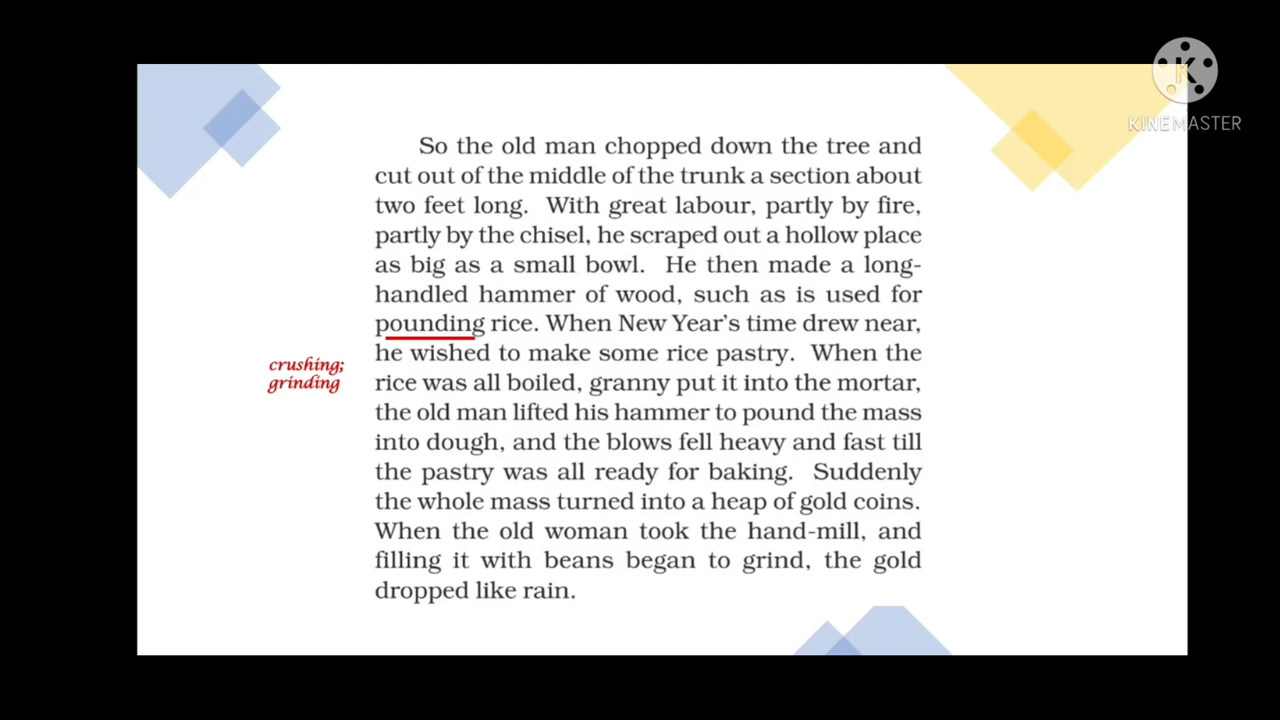 KINEMASTER
So the old man chopped down the tree and
cut out of the middle of the trunk a section about
two feet long. With great labour, partly by fire,
partly by the chisel, he scraped out a hollow place
as big as a small bowl. He then made a long-
handled hammer of wood, such as is used for
pounding rice. When New Year's time drew near,
he wished to make some rice pastry. When the
rice was all boiled, granny put it into the mortar,
the old man lifted his hammer to pound the mass
into dough, and the blows fell heavy and fast till
the pastry was all ready for baking. Suddenly
the whole mass turned into a heap of gold coins.
When the old woman took the hand-mill, and
filling it with beans began to grind, the gold
dropped like rain.
crushing;
grinding